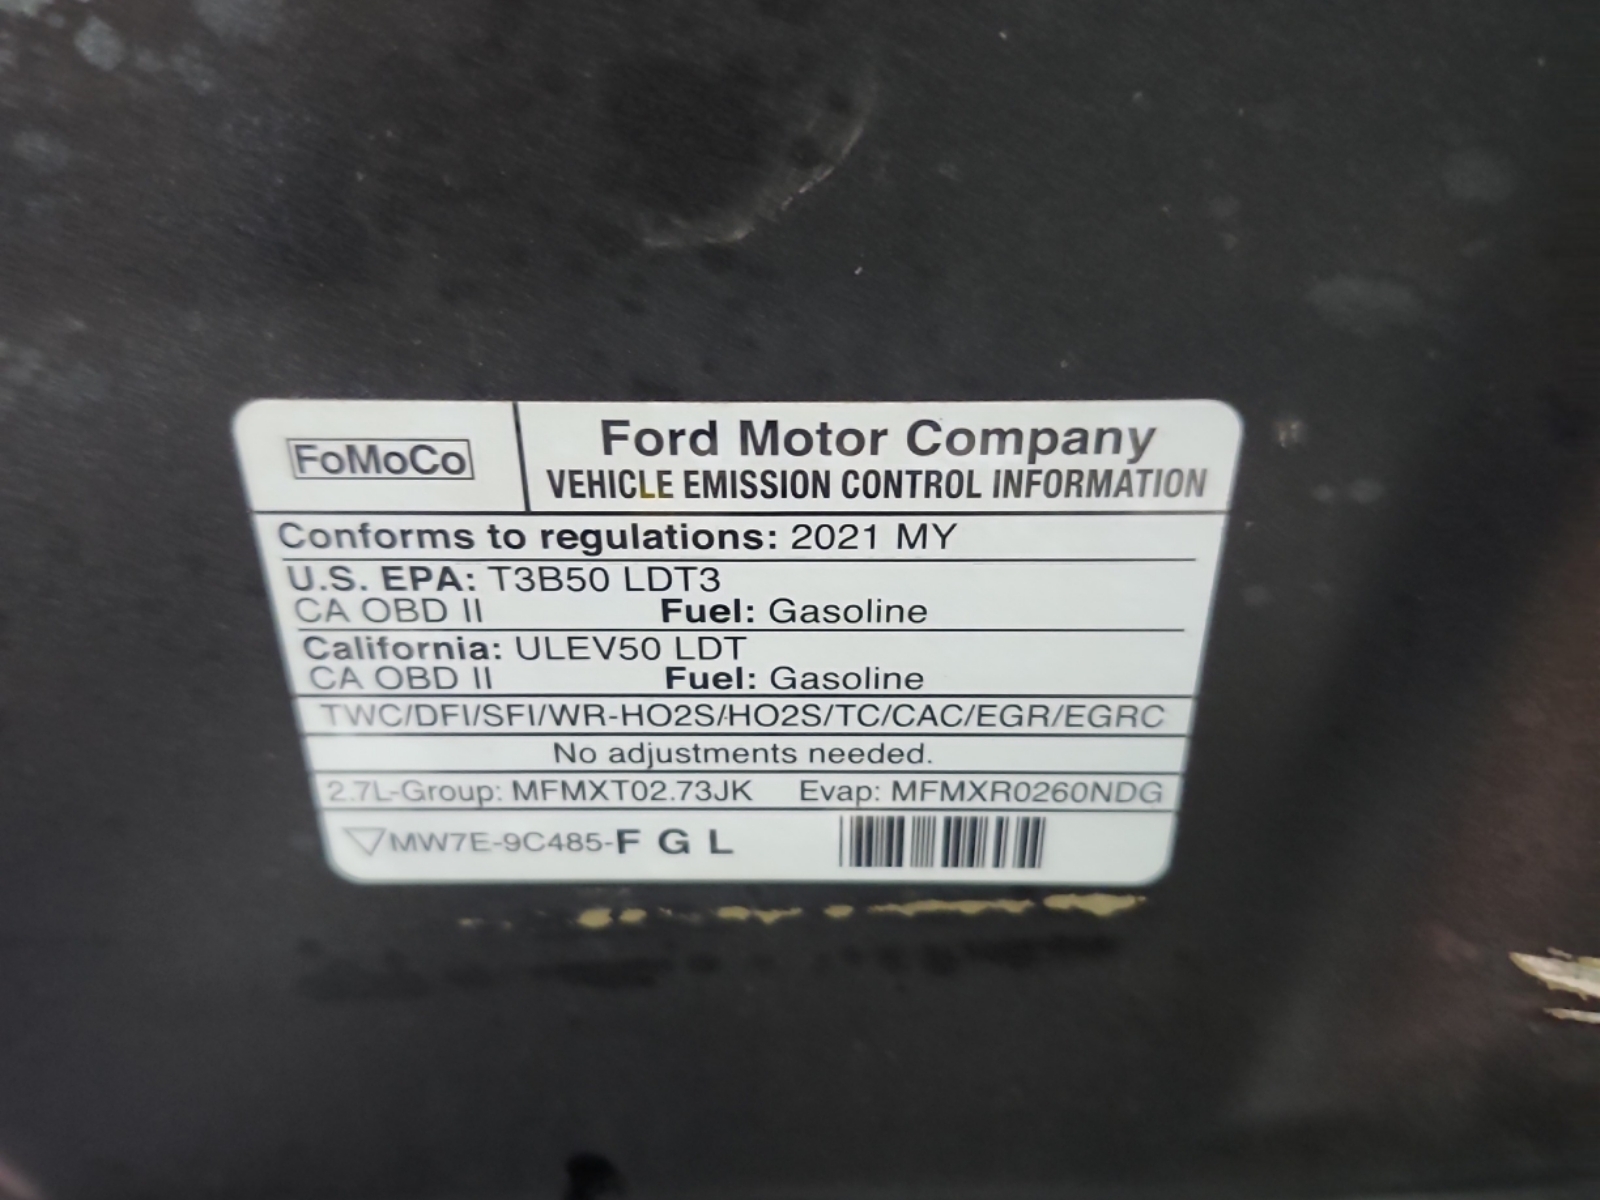 FoMoCo
Ford Motor Company
VEHICLE EMISSION CONTROL INFORMATION
Conforms to regulations: 2021 MY
U.S. EPA: T3B50 LDT3
CA OBD II Fuel: Gasoline
California: ULEV50 LDT
CA OBD II Fuel: Gasoline
TWC/DFI/SFI/WR-HO2S/HO2S/TC/CAC/EGR/EGRC
No adjustments needed.
2.7L-Group: MFMXT02.73JK Evap: MFMXR0260NDG
MW7E-9C485-F G L